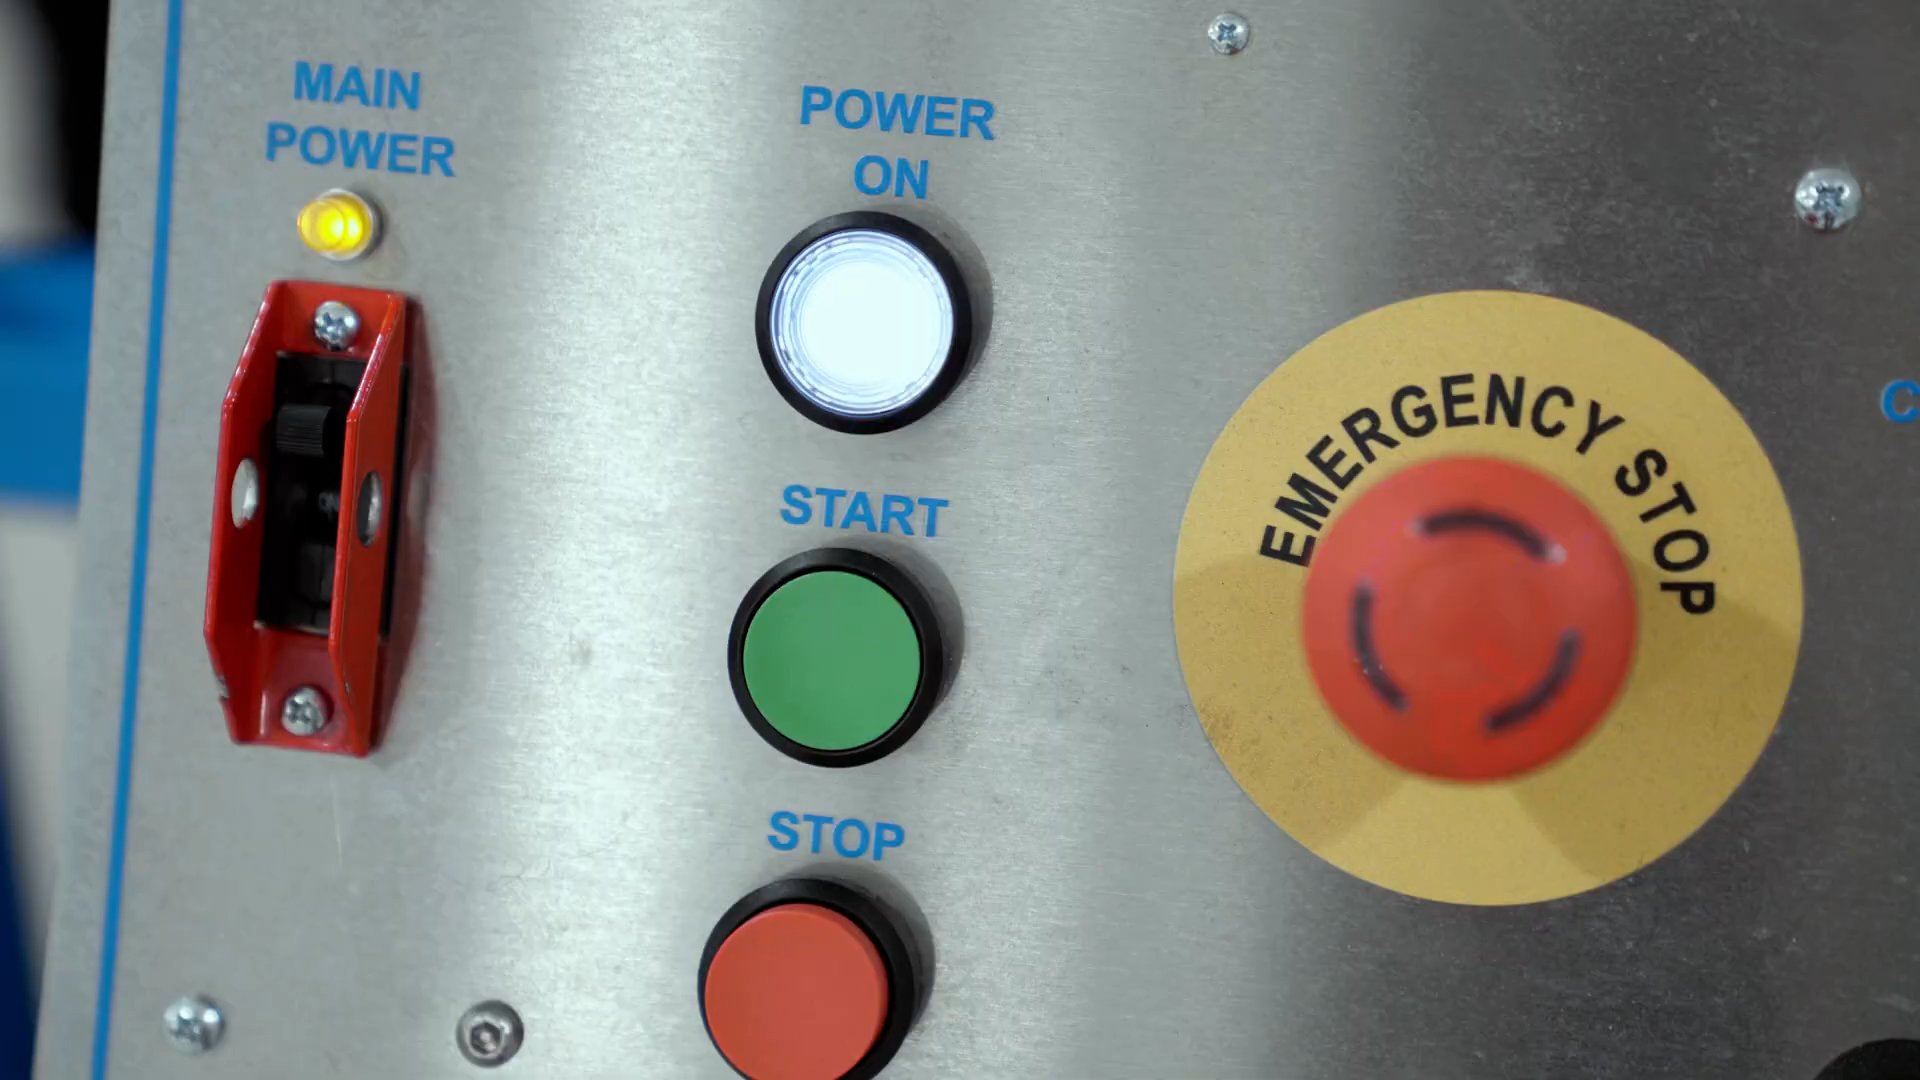 MAIN
POWER
POWER
ON
START
STOP
EMERGENCY STOP